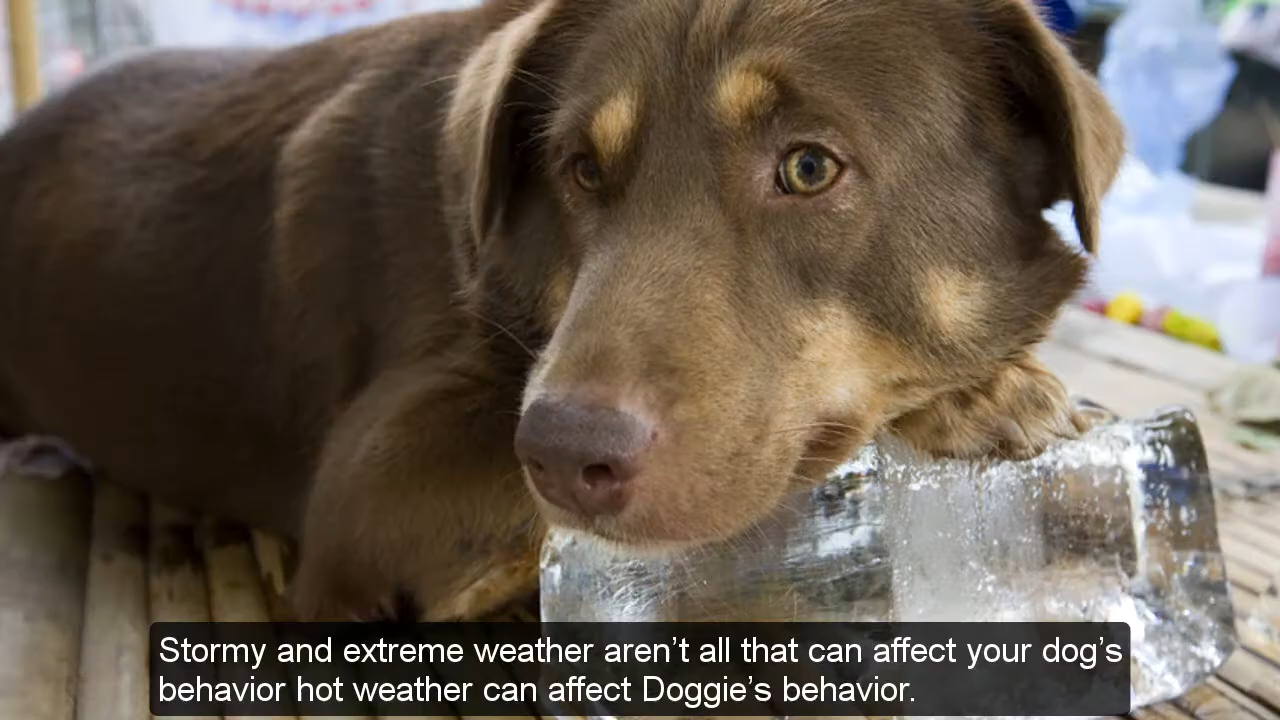 Stormy and extreme weather aren’t all that can affect your dog’s
behavior hot weather can affect Doggie’s behavior.